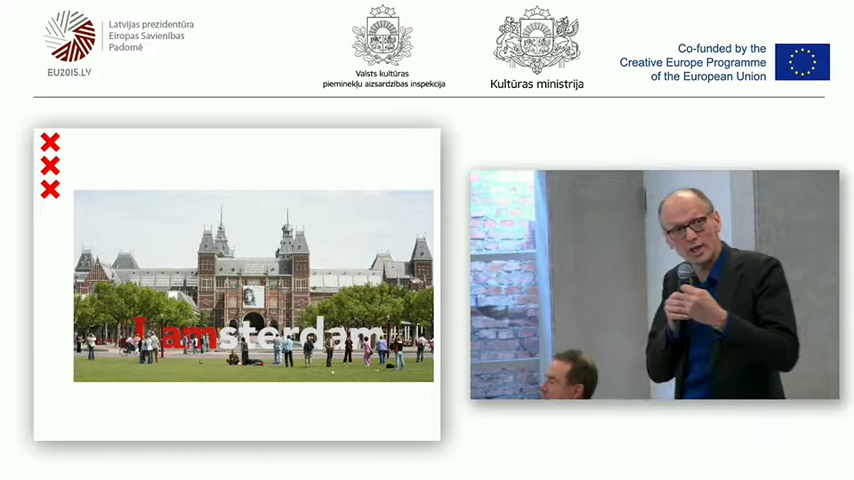 Latvijas prezidentūra
Eiropas Savienības
Padomē
EU2015.LV
Valsts kultūras
pieminekļu aizsardzības inspekcija
Kultūras ministrija
Co-funded by the
Creative Europe Programme
of the European Union
I amsterdam